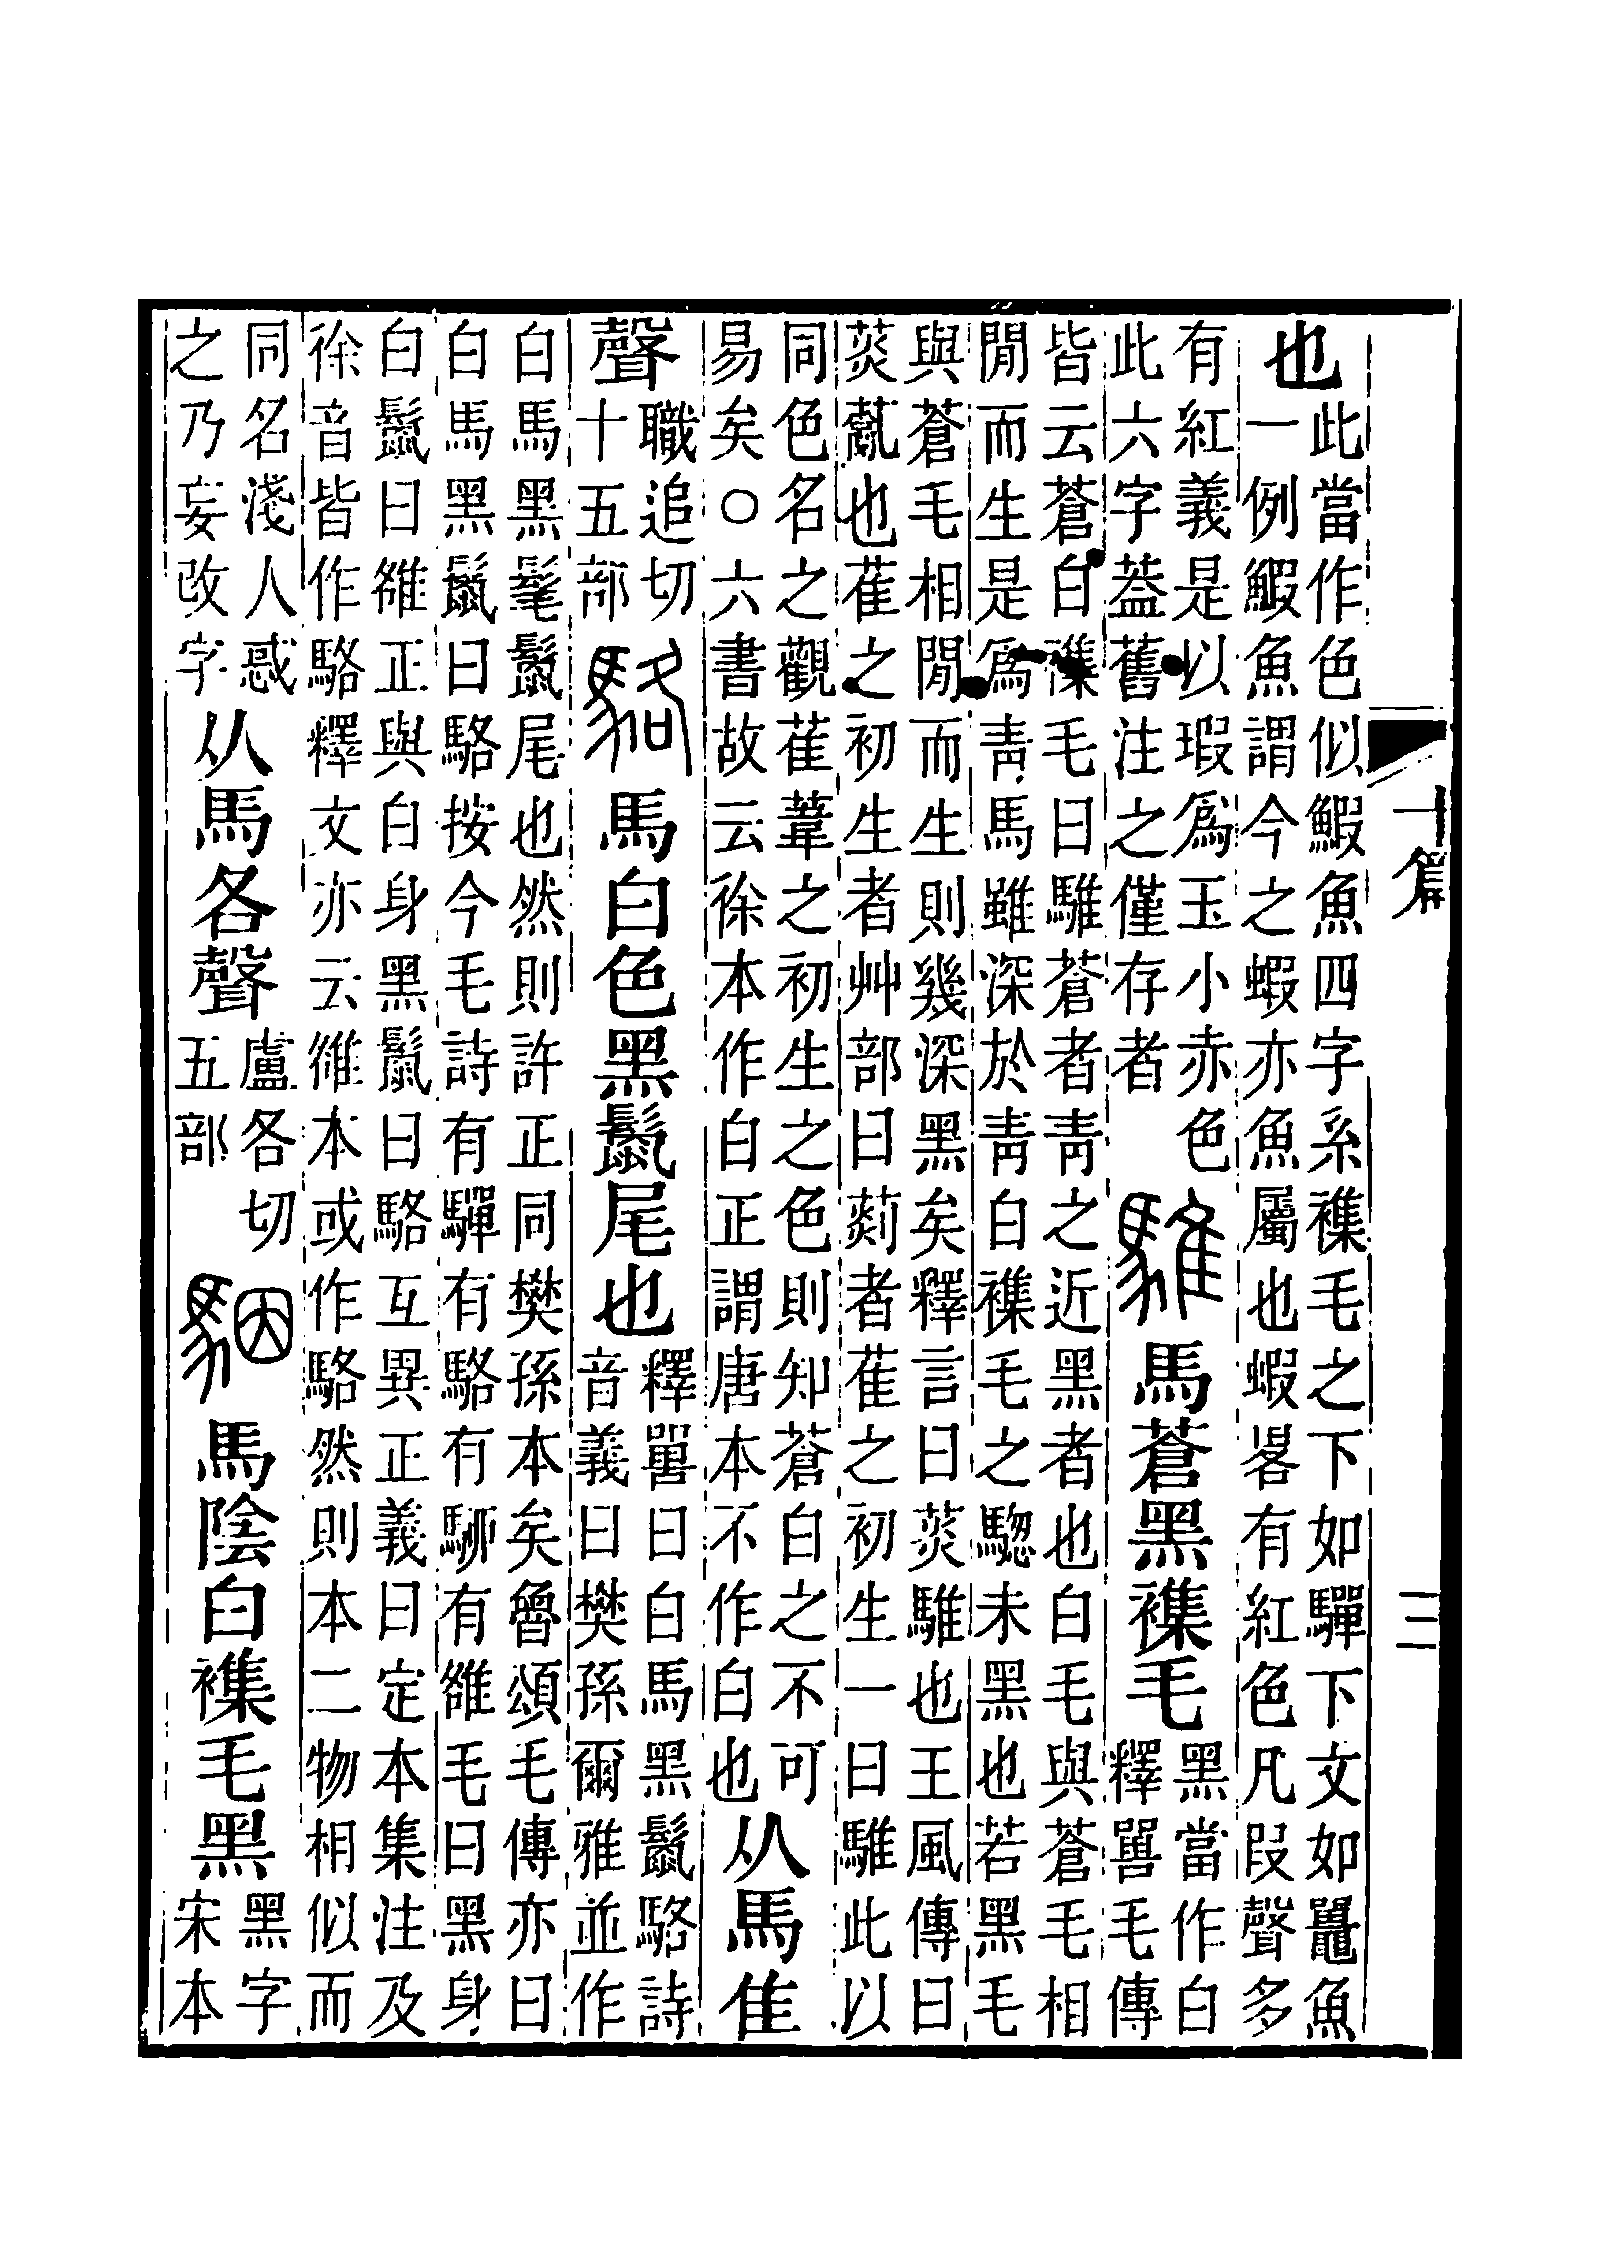 十篇
三
也此當作色似鰕魚四字系襍毛之下如驒下文如鼉魚
一例鰕魚謂今之蝦亦魚屬也蝦畧有紅色凡叚聲多
有紅義是以瑕爲玉小赤色
此六字葢舊注之僅存者
騅馬蒼黑襍毛
黑當作白
釋嘼毛傳
皆云蒼白襍毛曰騅蒼者靑之近黑者也白毛與蒼毛相
閒而生是爲靑馬雖深於靑白襍毛之騘未黑也若黑毛
與蒼毛相閒而生則幾深黑矣釋言曰菼騅也王風傳曰
菼薍也萑之初生者艸部曰䓮者萑之初生一曰騅此以
同色名之觀萑葦之初生之色則知蒼白之不可
易矣○六書故云徐本作白正謂唐本不作白也
从馬隹
聲
職追切
十五部
駱馬白色黑鬣尾也
釋嘼曰白馬黑鬣駱詩
音義曰樊孫爾雅並作
白馬黑髦鬣尾也然則許正同樊孫本矣魯頌毛傳亦曰
白馬黑鬣曰駱按今毛詩有驒有駱有駵有雒毛曰黑身
白鬣曰雒正與白身黑鬣曰駱互異正義曰定本集注及
徐音皆作駱釋文亦云雒本或作駱然則本二物相似而
同名淺人惑
之乃妄改字
从馬各聲
盧各切
五部
駰馬陰白襍毛黑
黑字
宋本